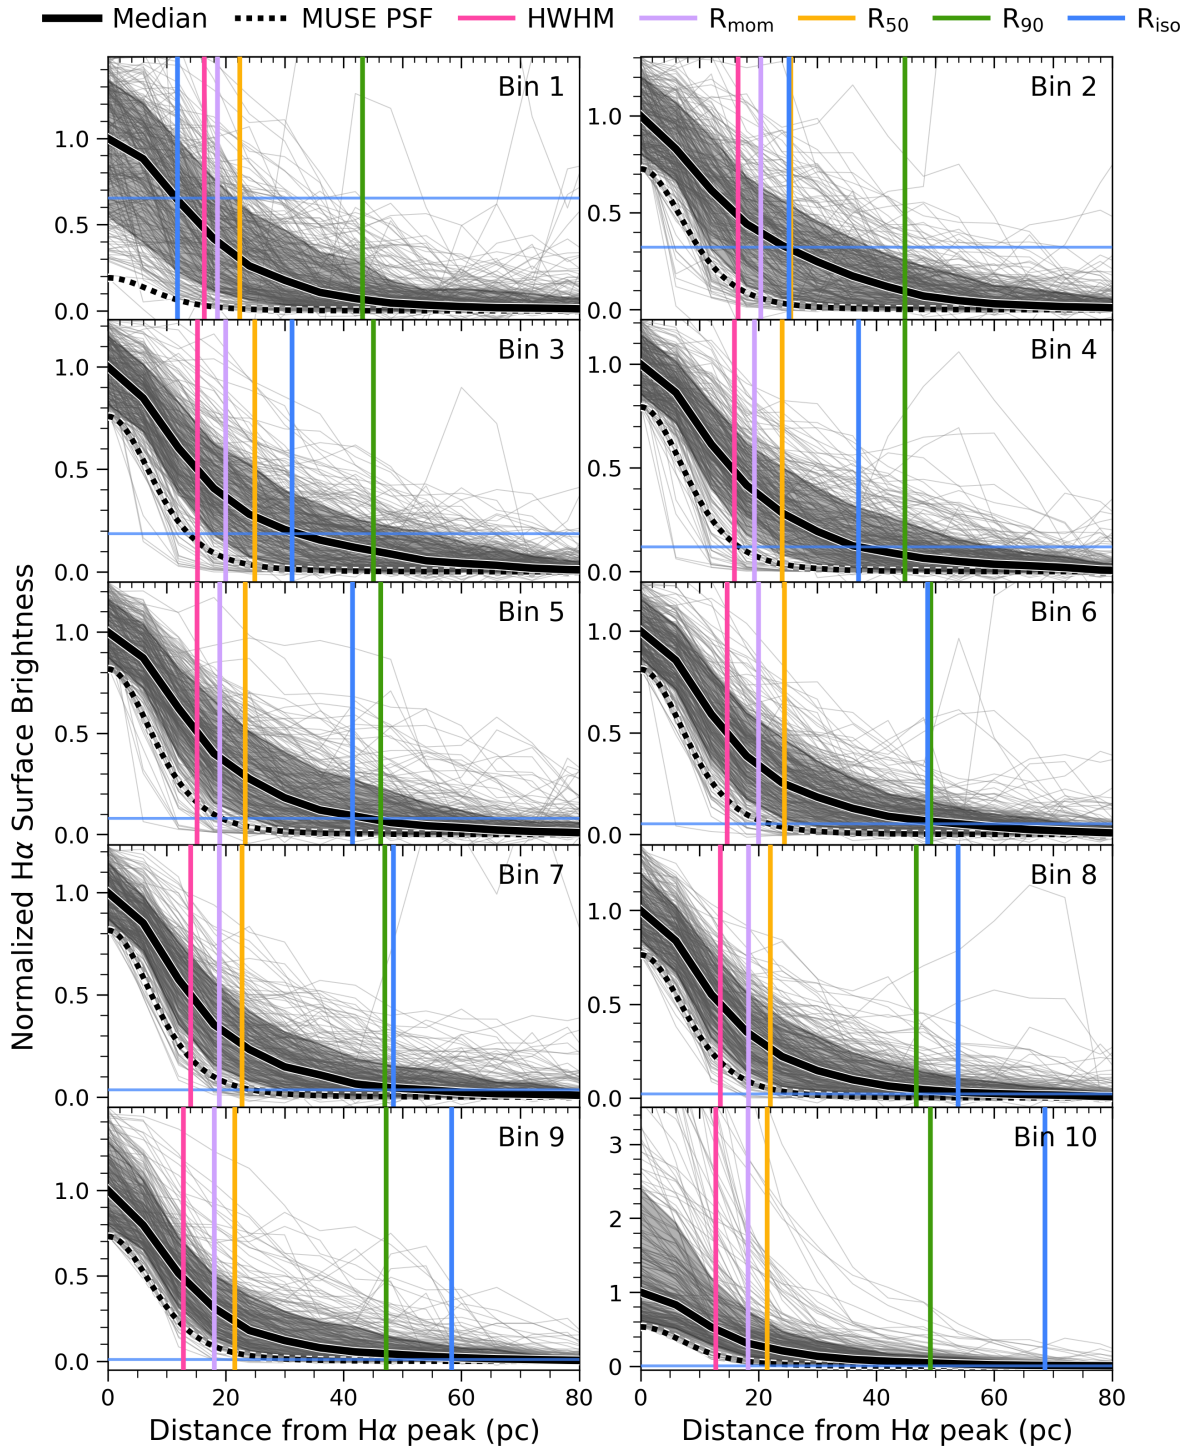 Median MUSE PSF HWHM R_mom R_50 R_90 R_iso
Bin 1 Bin 2
1.0 1.0
0.5 0.5
0.0 0.0
Bin 3 Bin 4
1.0 1.0
0.5 0.5
0.0 0.0
Bin 5 Bin 6
1.0 1.0
0.5 0.5
0.0 0.0
Bin 7 Bin 8
1.0 1.0
0.5 0.5
0.0 0.0
Bin 9 Bin 10
1.0 3
0.5 2
0.0 1
0
0 20 40 60 80 0 20 40 60 80
Distance from Hα peak (pc) Distance from Hα peak (pc)
Normalized Hα Surface Brightness